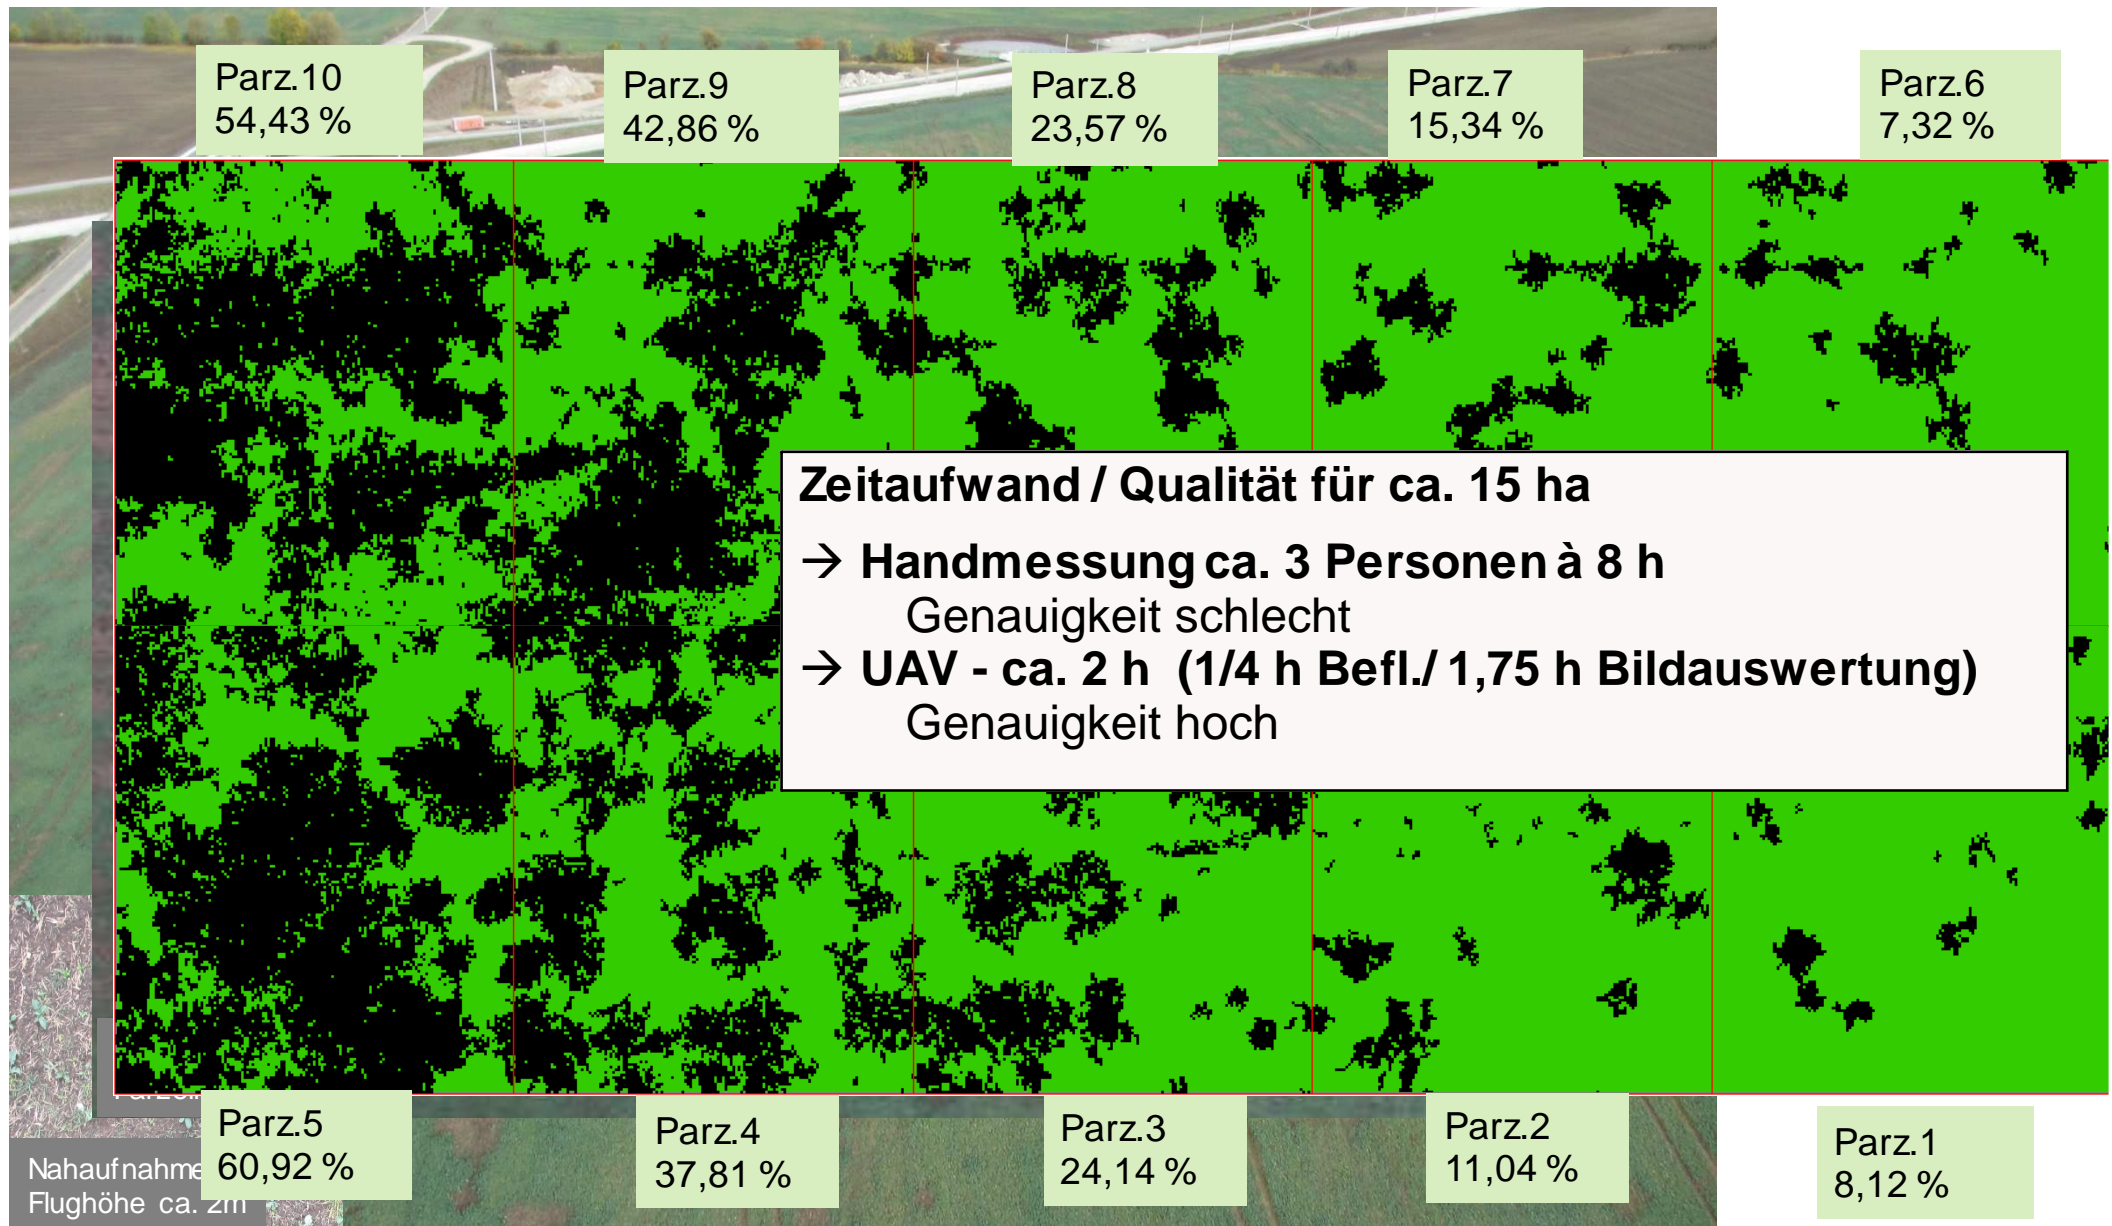 Parz.10
54,43 %
Parz.9
42,86 %
Parz.8
23,57 %
Parz.7
15,34 %
Parz.6
7,32 %
Zeitaufwand / Qualität für ca. 15 ha
→ Handmessung ca. 3 Personen à 8 h
Genauigkeit schlecht
→ UAV - ca. 2 h (1/4 h Befl./ 1,75 h Bildauswertung)
Genauigkeit hoch
Parz.5
60,92 %
Parz.4
37,81 %
Parz.3
24,14 %
Parz.2
11,04 %
Parz.1
8,12 %
Nahaufnahme
Flughöhe ca. 2m